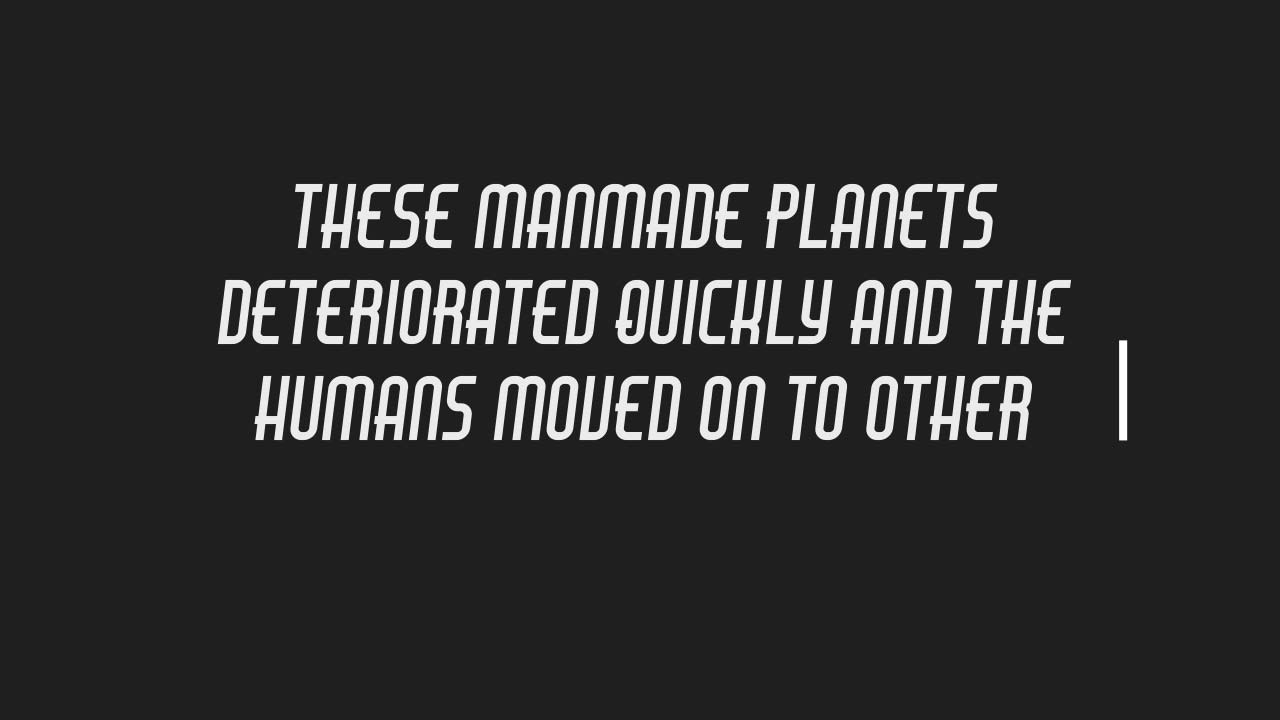 THESE MANMADE PLANETS
DETERIORATED QUICKLY AND THE
HUMANS MOVED ON TO OTHER